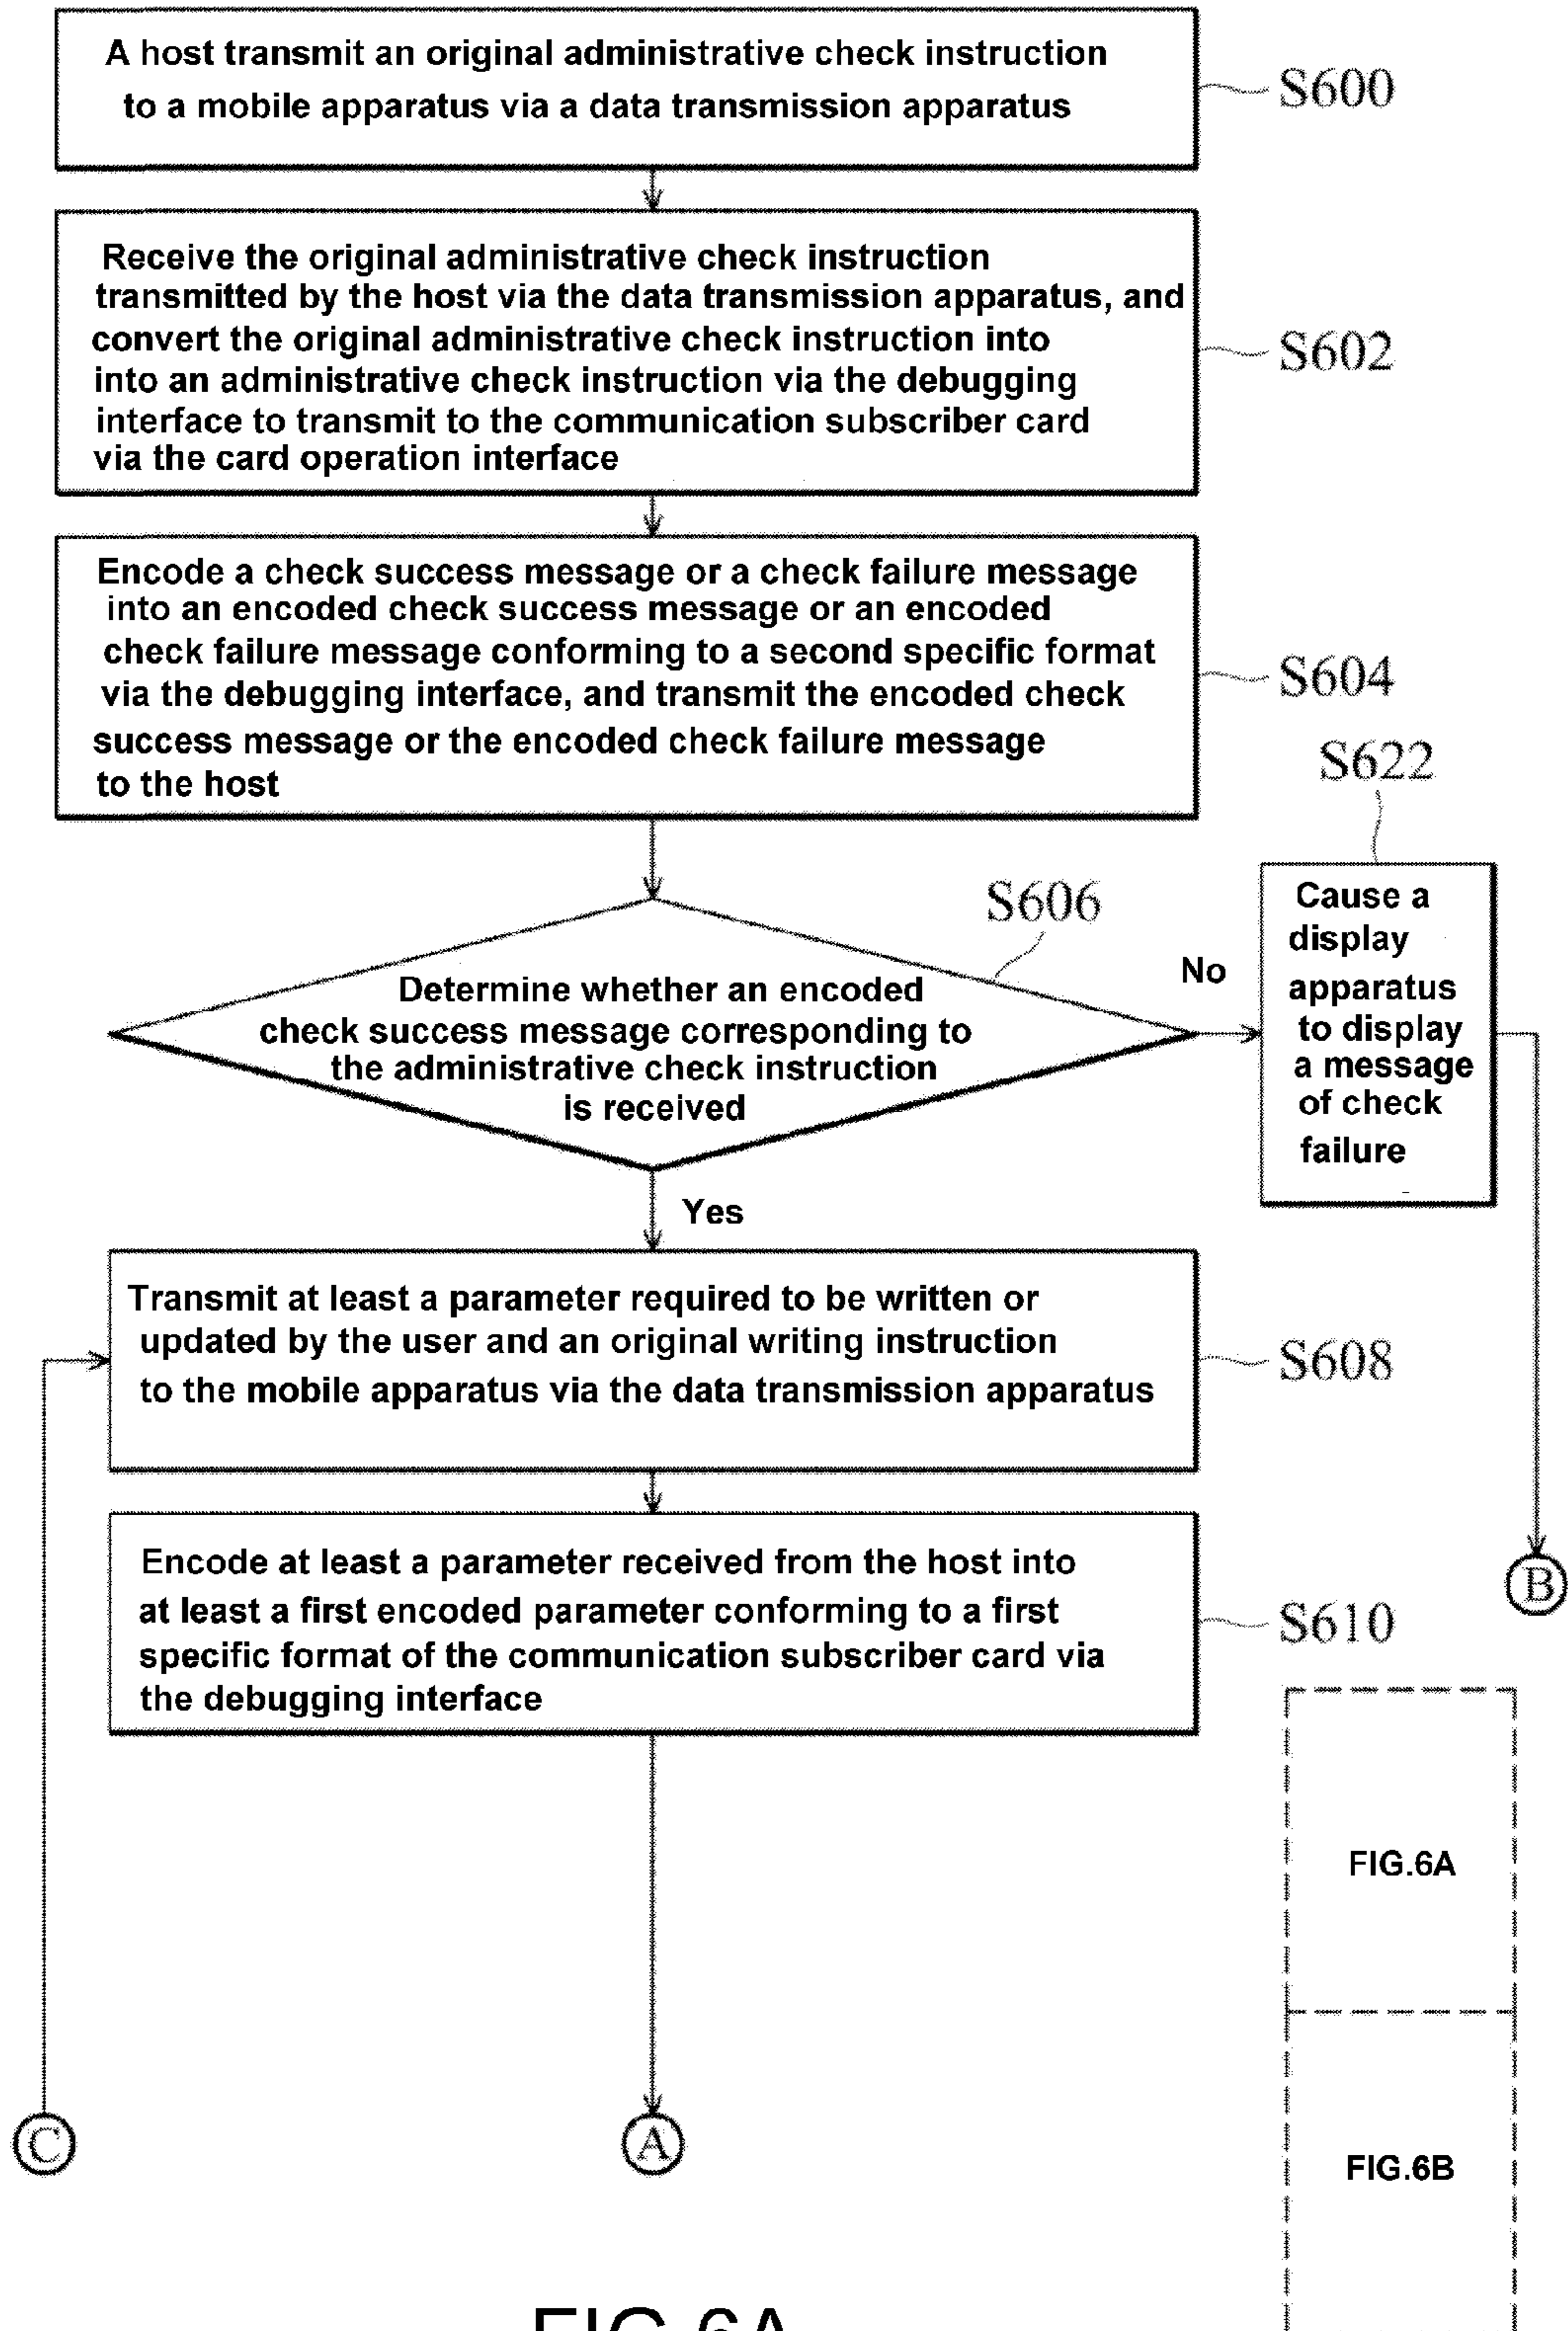 A host transmit an original administrative check instruction
to a mobile apparatus via a data transmission apparatus
S600
Receive the original administrative check instruction
transmitted by the host via the data transmission apparatus, and
convert the original administrative check instruction into
into an administrative check instruction via the debugging
interface to transmit to the communication subscriber card
via the card operation interface
S602
Encode a check success message or a check failure message
into an encoded check success message or an encoded
check failure message conforming to a second specific format
via the debugging interface, and transmit the encoded check
success message or the encoded check failure message
to the host
S604
S622
Cause a
display
apparatus
to display
a message
of check
failure
S606
No
Determine whether an encoded
check success message corresponding to
the administrative check instruction
is received
Yes
Transmit at least a parameter required to be written or
updated by the user and an original writing instruction
to the mobile apparatus via the data transmission apparatus
S608
Encode at least a parameter received from the host into
at least a first encoded parameter conforming to a first
specific format of the communication subscriber card via
the debugging interface
S610
B
FIG.6A
C
A
FIG.6B
FIG.6A